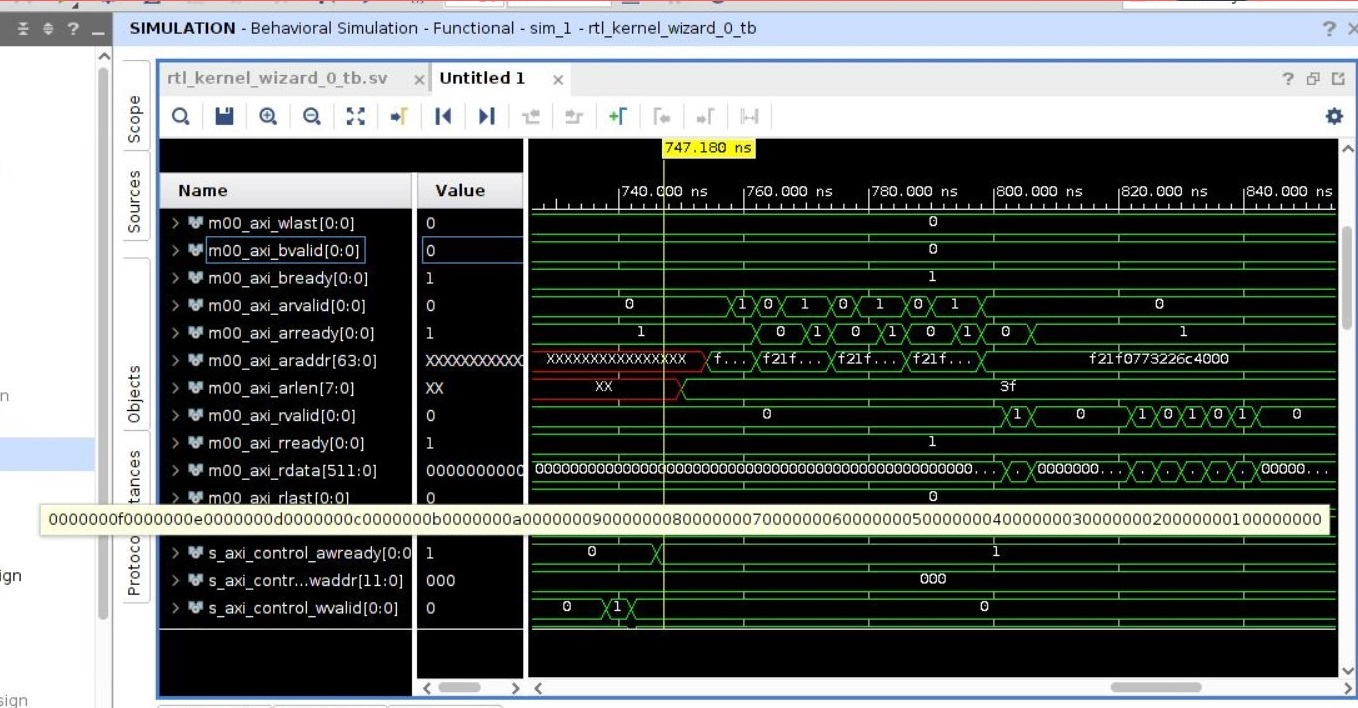 SIMULATION - Behavioral Simulation - Functional - sim_1 - rtl_kernel_wizard_0_tb
rtl_kernel_wizard_0_tb.sv × Untitled 1 ×
Scope
Sources
Objects
747.180 ns
Name Value
740.000 ns 760.000 ns 780.000 ns 800.000 ns 820.000 ns 840.000 ns
m00_axi_wlast[0:0] 0 0
m00_axi_bvalid[0:0] 0 0
m00_axi_bready[0:0] 1 1
m00_axi_arvalid[0:0] 0 0 1 0 1 0 1 0 1 0
m00_axi_arready[0:0] 1 1 0 1 0 1 0 1 0 1
m00_axi_araddr[63:0] XXXXXXXXXXX XXXXXXXXXXXXXXXX f... f21f... f21f... f21f... f21f0773226c4000
m00_axi_arlen[7:0] XX XX 3f
m00_axi_rvalid[0:0] 0 0 1 0 1 0 1 0 1 0
m00_axi_rready[0:0] 1 1
m00_axi_rdata[511:0] 0000000000 0000000... 00000...
m00_axi_rlast[0:0] 0 0
0000000f0000000e0000000d0000000c0000000b0000000a00000009000000080000000700000006000000050000000400000003000000020000000100000000
s_axi_control_awready[0:0 1 0 1
s_axi_contr...waddr[11:0] 000 000
s_axi_control_wvalid[0:0] 0 0 1 0
tances
Protoco
n
ign
sign